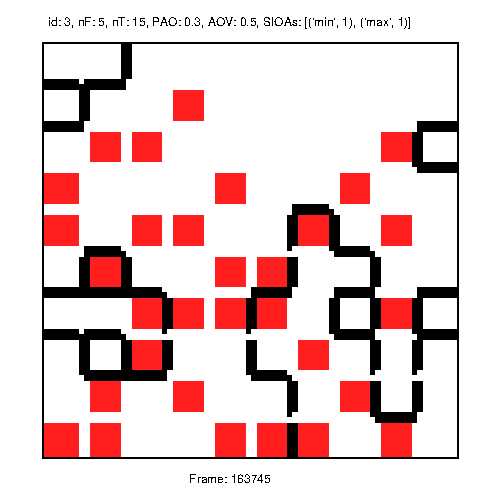 id: 3, nF: 5, nT: 15, PAO: 0.3, AOV: 0.5, SIOAs: [('min', 1), ('max', 1)]
Frame: 163745